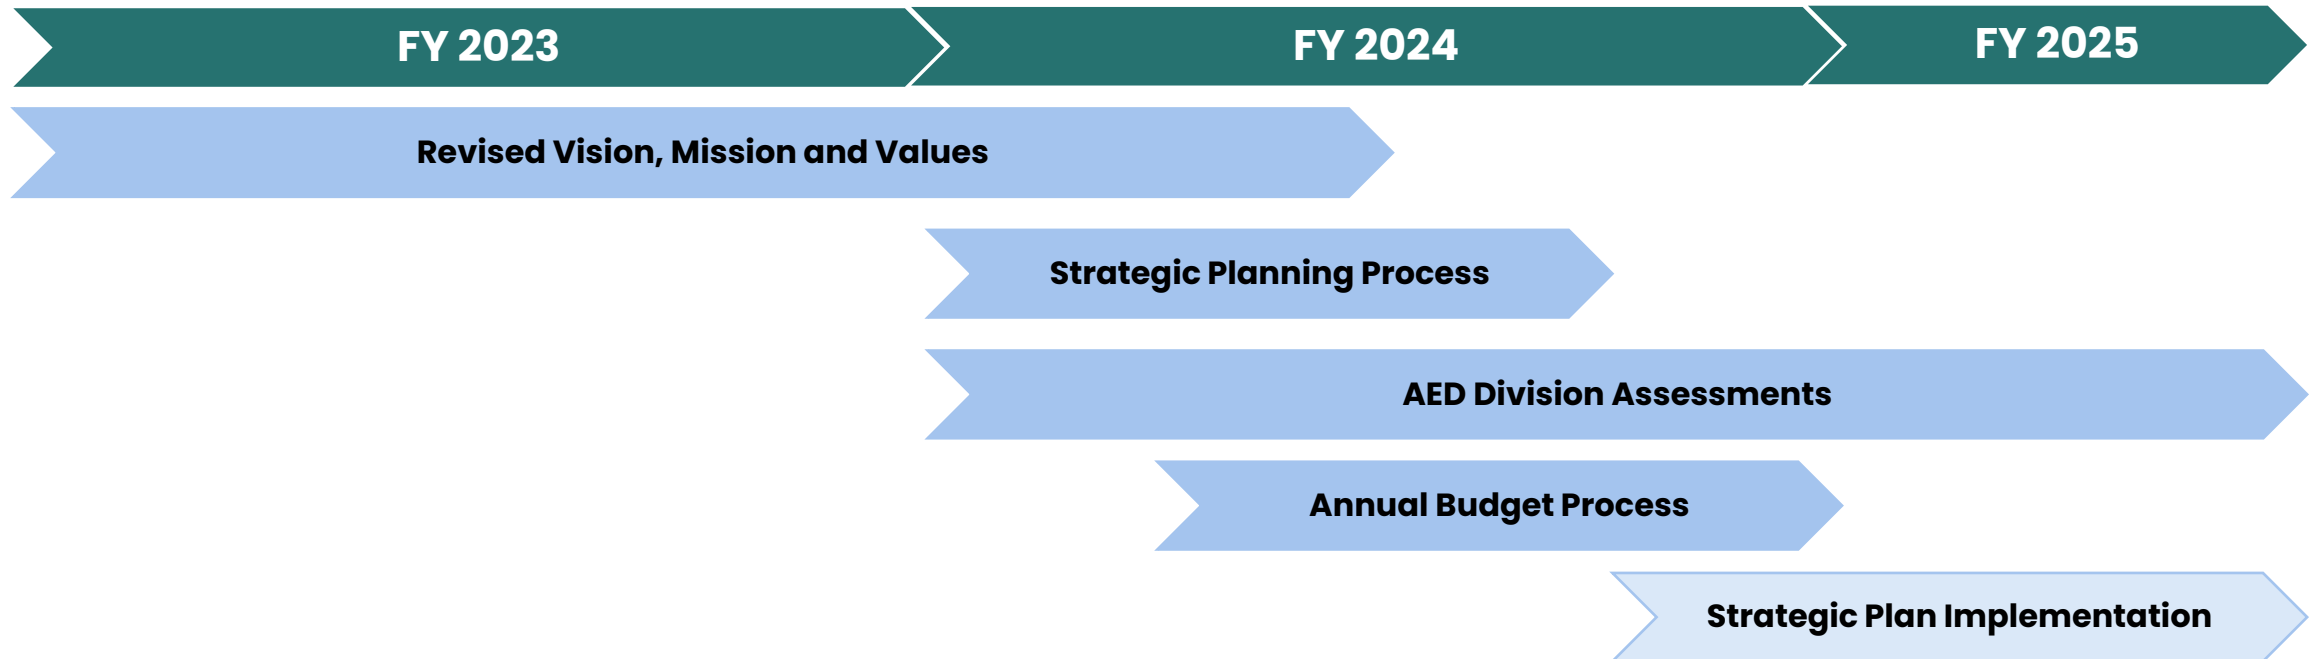 FY 2023
FY 2024
FY 2025
Revised Vision, Mission and Values
Strategic Planning Process
AED Division Assessments
Annual Budget Process
Strategic Plan Implementation